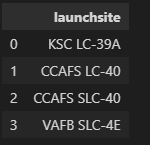 launchsite
0 KSC LC-39A
1 CCAFS LC-40
2 CCAFS SLC-40
3 VAFB SLC-4E